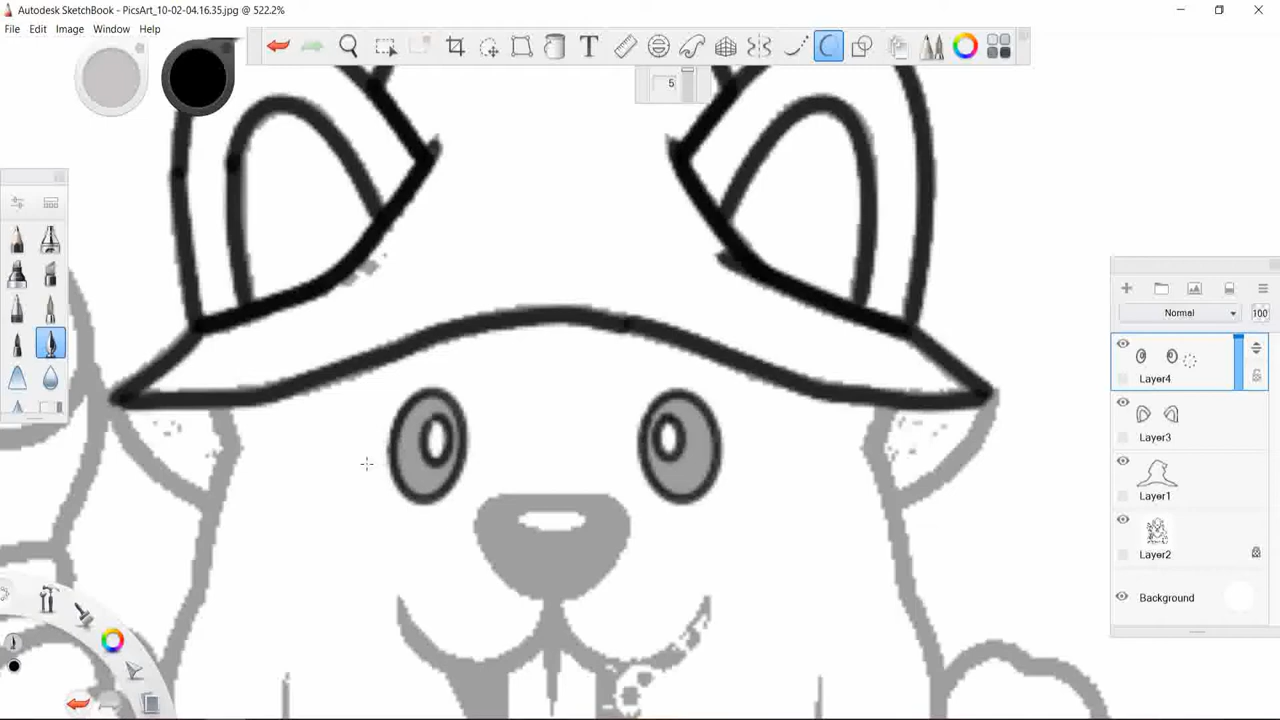 Autodesk SketchBook - PicsArt_10-02-04.16.35.jpg @ 522.2%
File Edit Image Window Help
5
Normal 100
Layer4
Layer3
Layer1
Layer2
Background